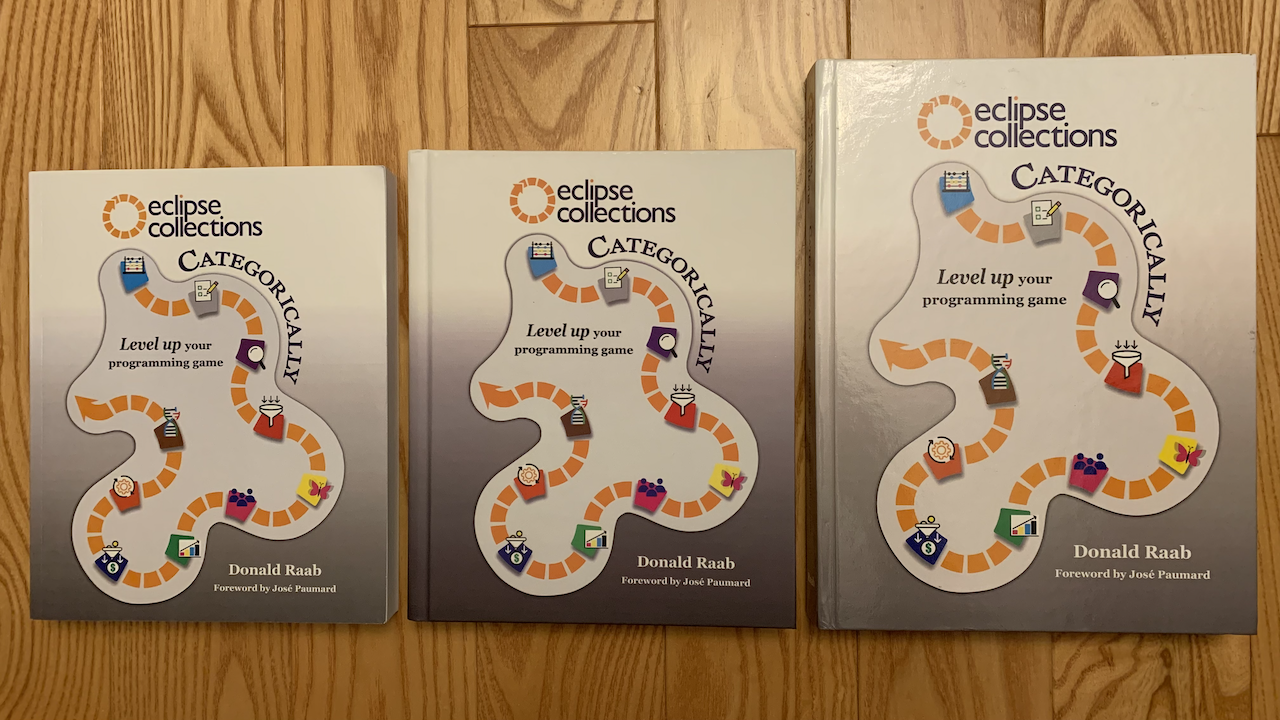 eclipse
collections
CATEGORICALLY
Level up your
programming game
$
Donald Raab
Foreword by José Paumard
eclipse
collections
CATEGORICALLY
Level up your
programming game
$
Donald Raab
Foreword by José Paumard
eclipse
collections
CATEGORICALLY
Level up your
programming game
$
Donald Raab
Foreword by José Paumard